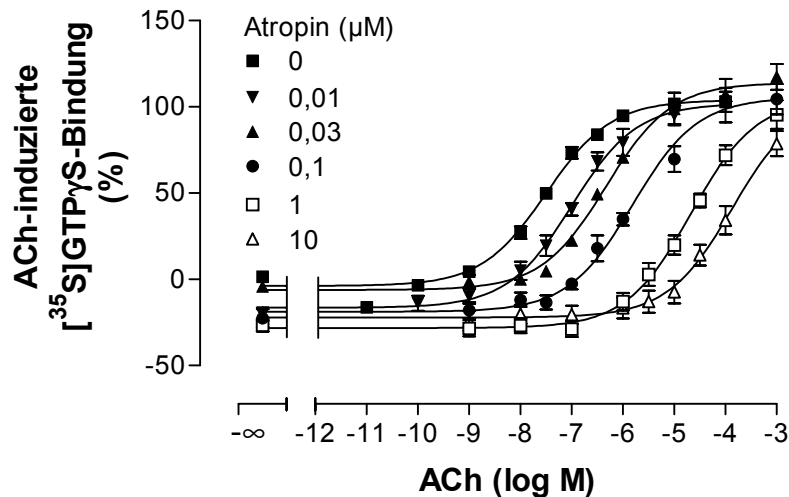 ACh-induzierte
[³⁵S]GTPγS-Bindung
(%)
150
100
50
0
-50
Atropin (µM)
0
0,01
0,03
0,1
1
10
-∞ -12 -11 -10 -9 -8 -7 -6 -5 -4 -3
ACh (log M)